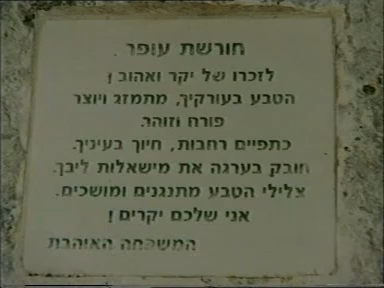 חורשת עופר
לזכרו של יקר ואהוב!
הטבע בעורקיך, מתמזג ויוצר
פורח וזוהר.
כתפיים רחבות, חיוך בעיניך.
חובק בערגה את מישאלות ליבך.
צלילי הטבע מתנגנים ומושכים.
אני שלכם יקרים!
המשפחה האוהבת